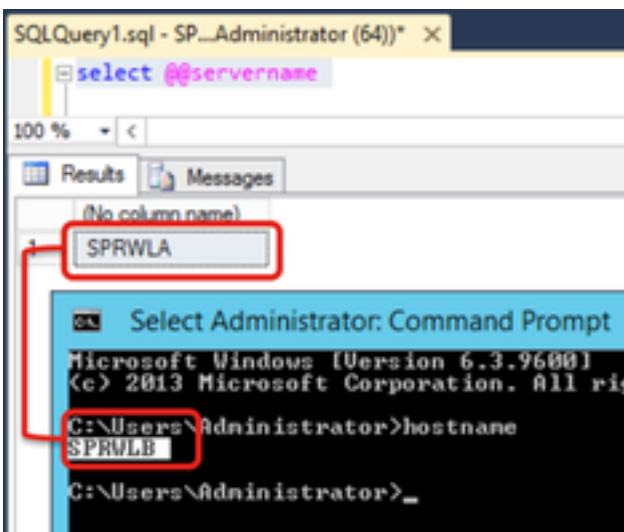 SQLQuery1.sql - SP...Administrator (64))* ×
select @@servername
100 %
Results Messages
(No column name)
1 SPRWLA
Select Administrator: Command Prompt
Microsoft Windows [Version 6.3.9600]
(c) 2013 Microsoft Corporation. All rig
C:\Users\Administrator>hostname
SPRWLB
C:\Users\Administrator>_